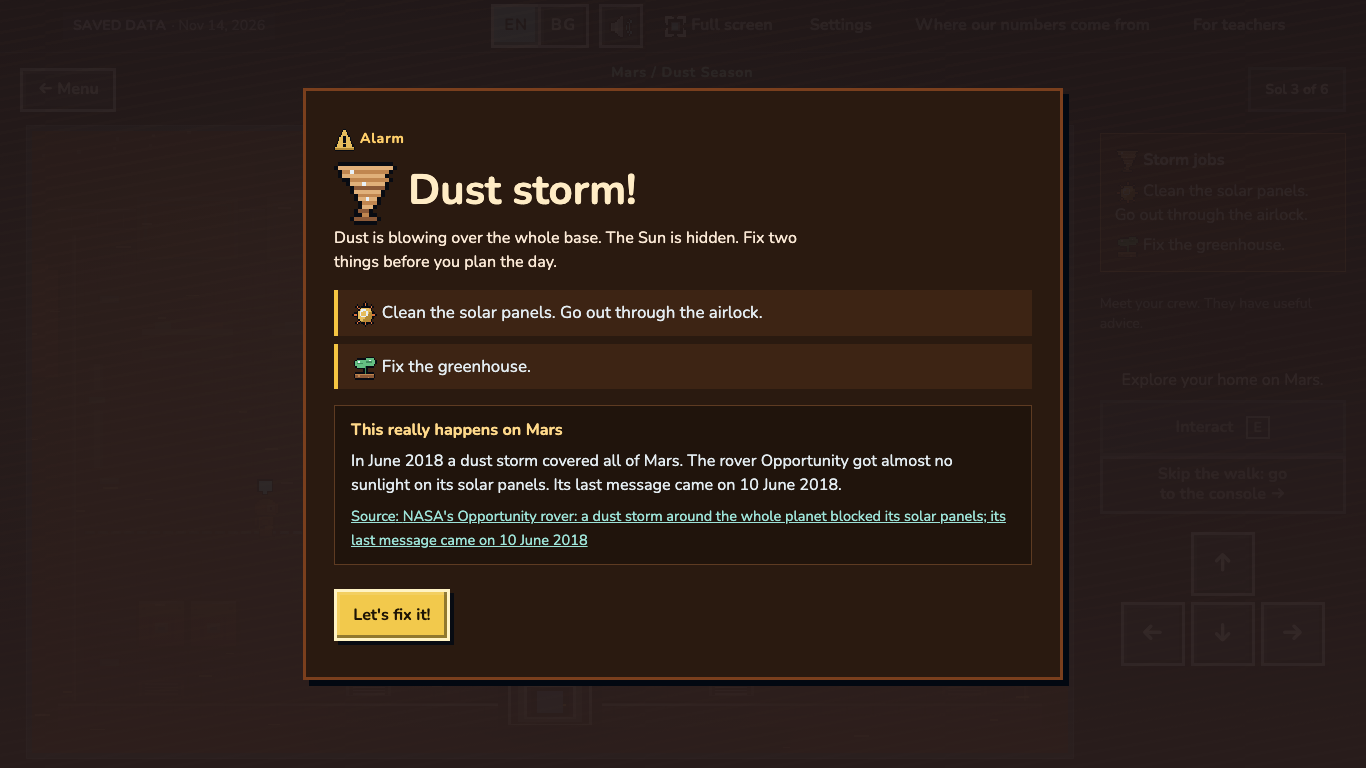 SAVED DATA · Nov 14, 2026
EN
BG
Full screen
Settings
Where our numbers come from
For teachers
Mars / Dust Season
← Menu
Sol 3 of 6
Alarm
Dust storm!
Dust is blowing over the whole base. The Sun is hidden. Fix two
things before you plan the day.
Clean the solar panels. Go out through the airlock.
Fix the greenhouse.
This really happens on Mars
In June 2018 a dust storm covered all of Mars. The rover Opportunity got almost no
sunlight on its solar panels. Its last message came on 10 June 2018.
Source: NASA's Opportunity rover: a dust storm around the whole planet blocked its solar panels; its
last message came on 10 June 2018
Let's fix it!
Storm jobs
Clean the solar panels.
Go out through the airlock.
Fix the greenhouse.
Meet your crew. They have useful
advice.
Explore your home on Mars.
Interact E
Skip the walk: go
to the console →
↑
← ↓ →